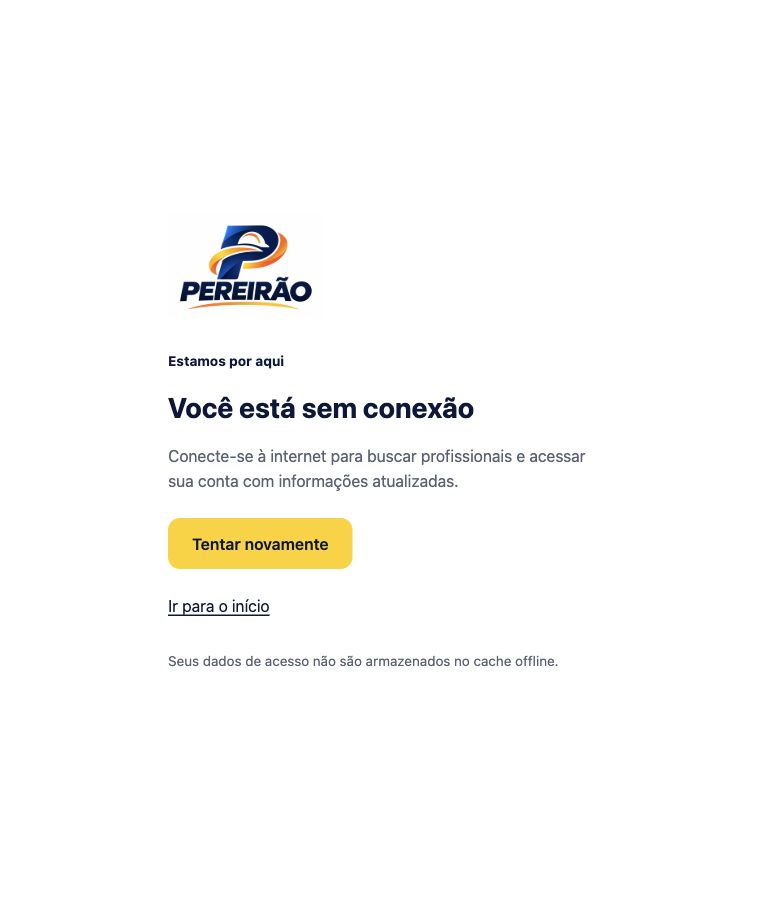 PEREIRÃO
Estamos por aqui
Você está sem conexão
Conecte-se à internet para buscar profissionais e acessar
sua conta com informações atualizadas.
Tentar novamente
Ir para o início
Seus dados de acesso não são armazenados no cache offline.